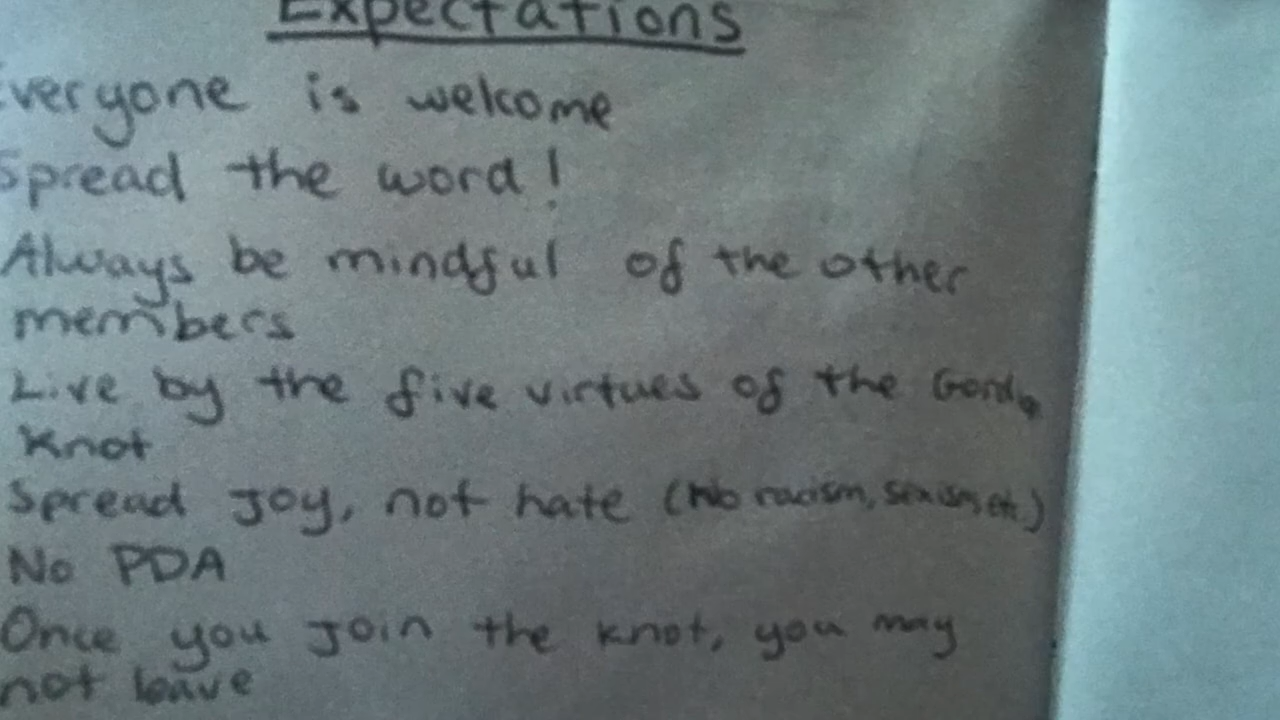 Expectations
Everyone is welcome
Spread the word!
Always be mindful of the other
members
Live by the five virtues of the
Knot
Spread Joy, not hate (No racism, sexism, etc.)
No PDA
Once you join the knot, you may
not leave